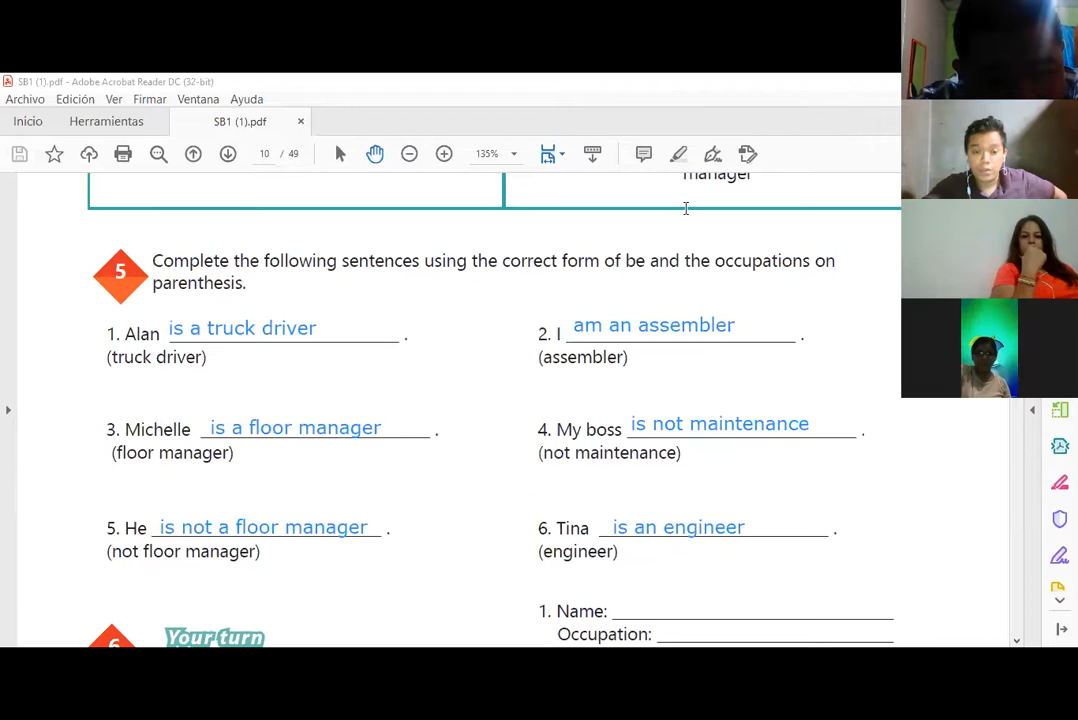 SB1 (1).pdf - Adobe Acrobat Reader DC (32-bit)
Archivo Edición Ver Firmar Ventana Ayuda
Inicio Herramientas SB1 (1).pdf ×
10 / 49 135%
manager
5 Complete the following sentences using the correct form of be and the occupations on
parenthesis.
1. Alan is a truck driver .
(truck driver)
2. I am an assembler .
(assembler)
3. Michelle is a floor manager .
(floor manager)
4. My boss is not maintenance .
(not maintenance)
5. He is not a floor manager .
(not floor manager)
6. Tina is an engineer .
(engineer)
6 Your turn
1. Name:
Occupation: